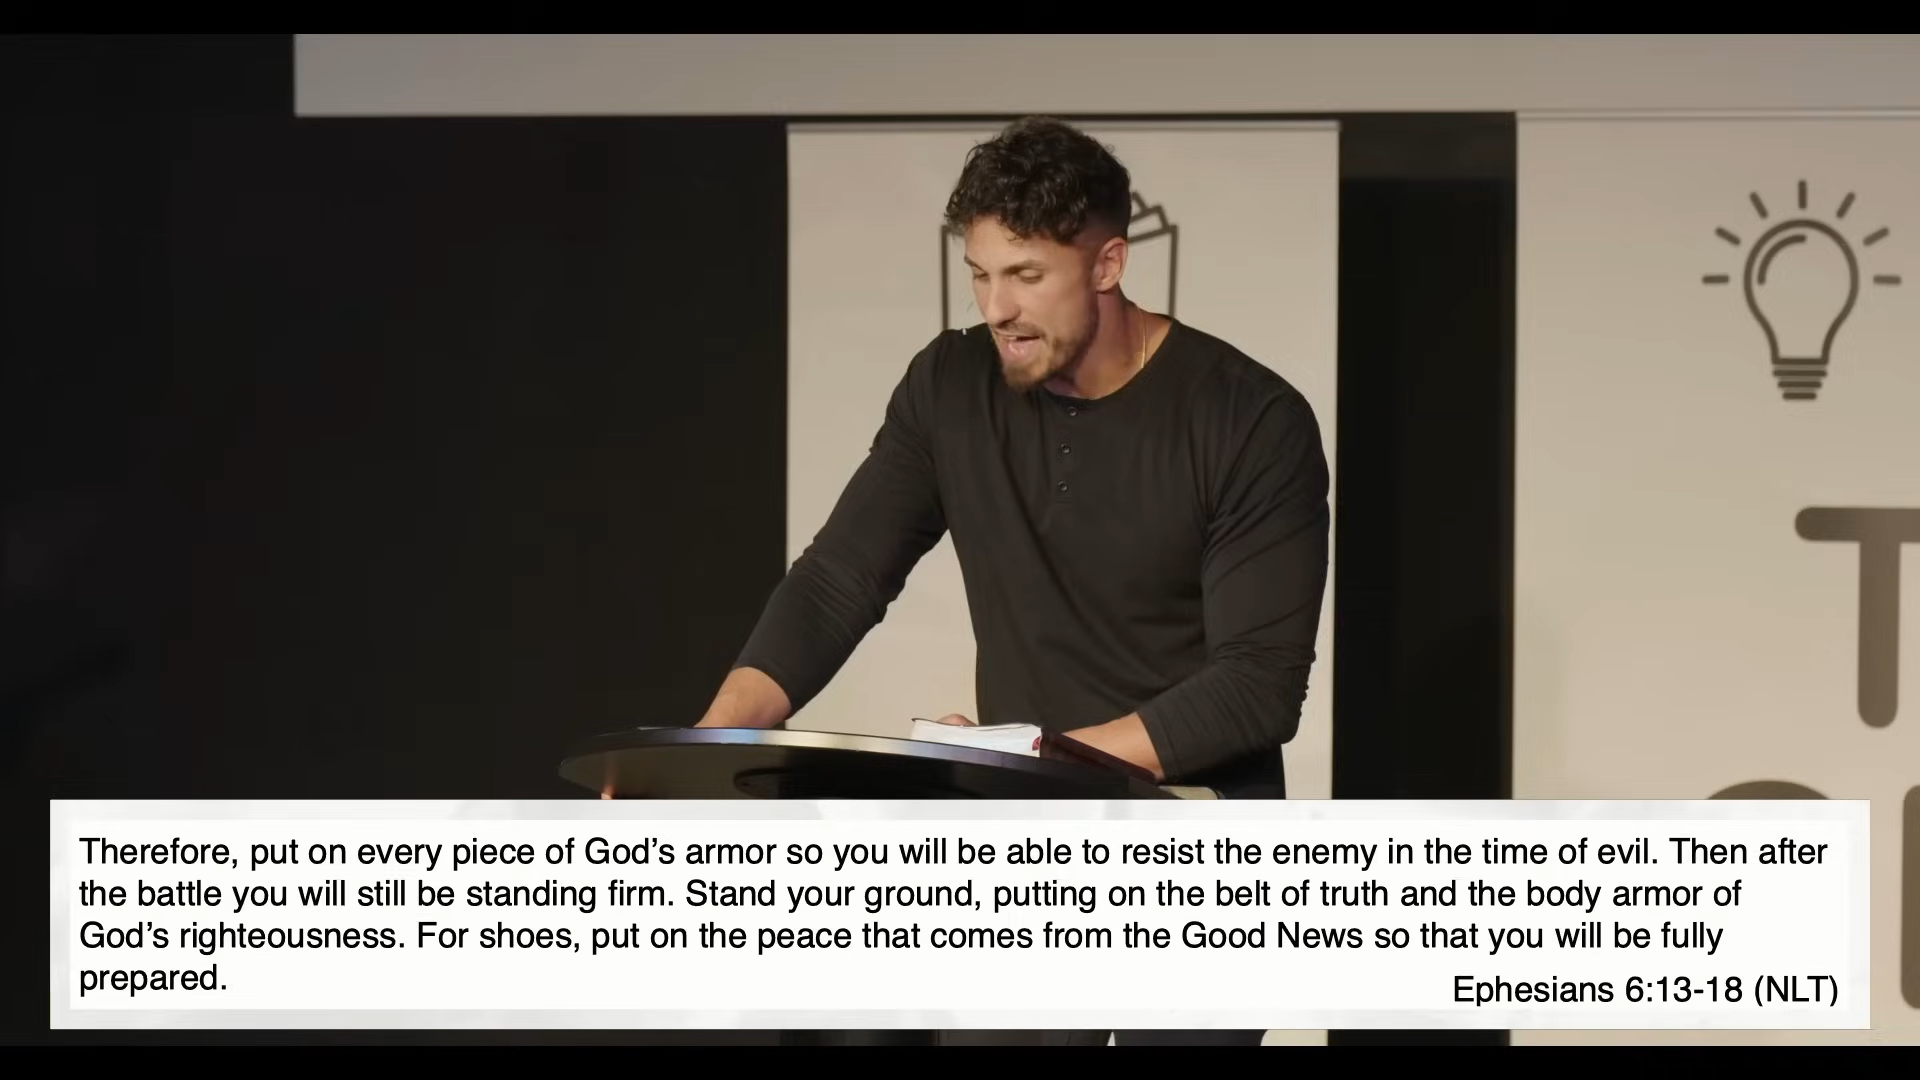 T
Therefore, put on every piece of God’s armor so you will be able to resist the enemy in the time of evil. Then after
the battle you will still be standing firm. Stand your ground, putting on the belt of truth and the body armor of
God’s righteousness. For shoes, put on the peace that comes from the Good News so that you will be fully
prepared.
Ephesians 6:13-18 (NLT)